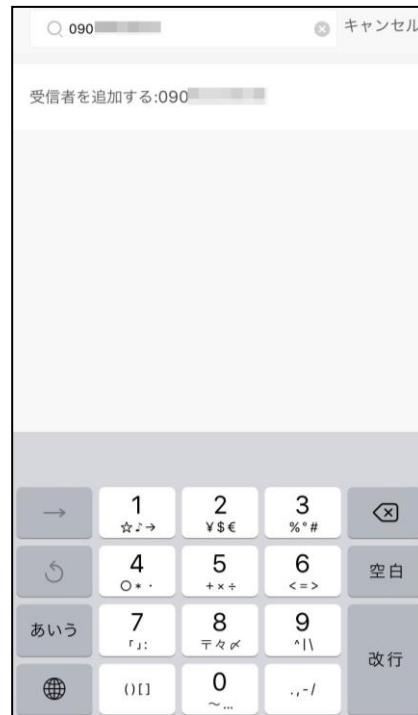 090
キャンセル
受信者を追加する:090
→ 1 2 3
☆♪→ ¥$€ %°#
4 5 6 空白
○*・ +×÷ <=>
あいう 7 8 9
「」: 〒々〆 ^|\
改行
()[] 0 .,-/
~…